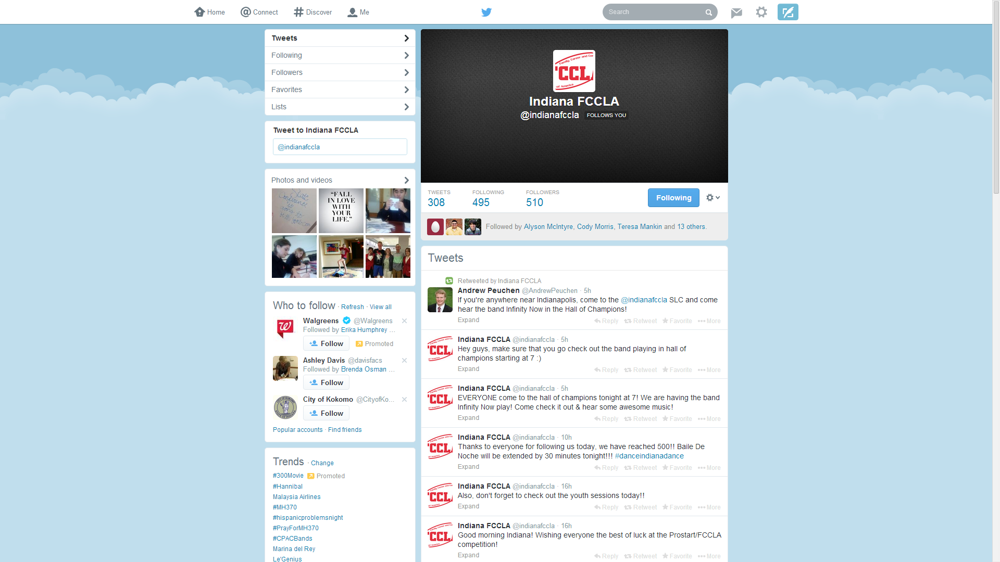 Home
Connect
Discover
Me
Search
Tweets
Following
Followers
Favorites
Lists
Tweet to Indiana FCCLA
@indianafccla
Photos and videos
"FALL
IN LOVE
WITH
YOUR
LIFE."
Who to follow · Refresh · View all
Walgreens @Walgreens
Followed by Erika Humphrey ...
Follow
Promoted
Ashley Davis @davisfacs
Followed by Brenda Osman ...
Follow
City of Kokomo @CityofKo...
Follow
Popular accounts · Find friends
Trends · Change
#300Movie Promoted
#Hannibal
Malaysia Airlines
#MH370
#hispanicproblemsnight
#PrayForMH370
#CPACBands
Marina del Rey
Le'Genius
Family, Career and Co
CCL
of America
Indiana FCCLA
@indianafccla FOLLOWS YOU
TWEETS
308
FOLLOWING
495
FOLLOWERS
510
Following
Followed by Alyson McIntyre, Cody Morris, Teresa Mankin and 13 others.
Tweets
Retweeted by Indiana FCCLA
Andrew Peuchen @AndrewPeuchen · 5h
If you're anywhere near Indianapolis, come to the @indianafccla SLC and come
hear the band Infinity Now in the Hall of Champions!
Expand
Reply Retweet Favorite More
Indiana FCCLA @indianafccla · 5h
Hey guys, make sure that you go check out the band playing in hall of
champions starting at 7 :)
Expand
Reply Retweet Favorite More
Indiana FCCLA @indianafccla · 5h
EVERYONE come to the hall of champions tonight at 7! We are having the band
Infinity Now play! Come check it out & hear some awesome music!
Expand
Reply Retweet Favorite More
Indiana FCCLA @indianafccla · 10h
Thanks to everyone for following us today, we have reached 500!! Baile De
Noche will be extended by 30 minutes tonight!!! #danceindianadance
Expand
Reply Retweet Favorite More
Indiana FCCLA @indianafccla · 16h
Also, don't forget to check out the youth sessions today!!
Expand
Reply Retweet Favorite More
Indiana FCCLA @indianafccla · 16h
Good morning Indiana! Wishing everyone the best of luck at the Prostart/FCCLA
competition!
Expand
Reply Retweet Favorite More